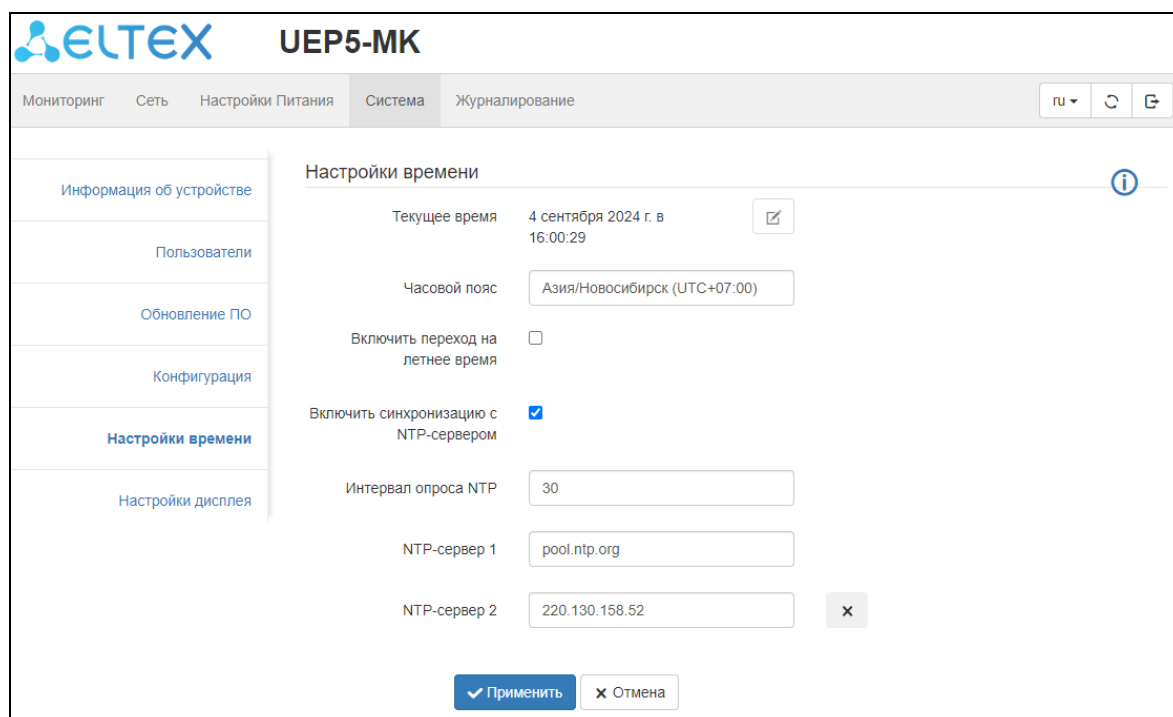 ELTEX UEP5-MK
Мониторинг Сеть Настройки Питания Система Журналирование ru
Информация об устройстве
Пользователи
Обновление ПО
Конфигурация
Настройки времени
Настройки дисплея
Настройки времени
Текущее время 4 сентября 2024 г. в
16:00:29
Часовой пояс Азия/Новосибирск (UTC+07:00)
Включить переход на
летнее время
Включить синхронизацию с
NTP-сервером
Интервал опроса NTP 30
NTP-сервер 1 pool.ntp.org
NTP-сервер 2 220.130.158.52
Применить Отмена